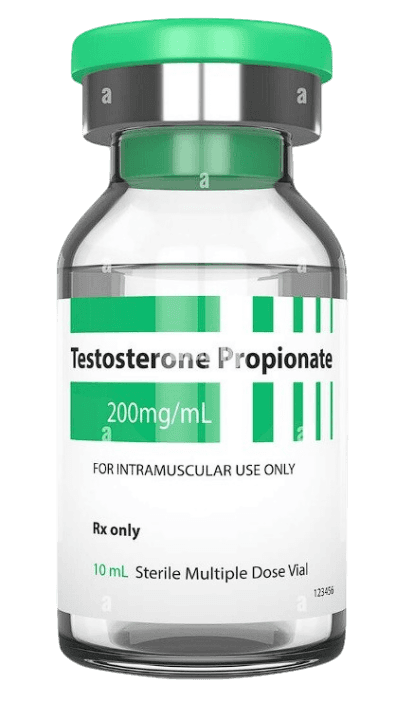 Testosterone Propionate
200mg/mL
FOR INTRAMUSCULAR USE ONLY
Rx only
10 mL Sterile Multiple Dose Vial
123456
a
a
a
a
a
a
a
a
a